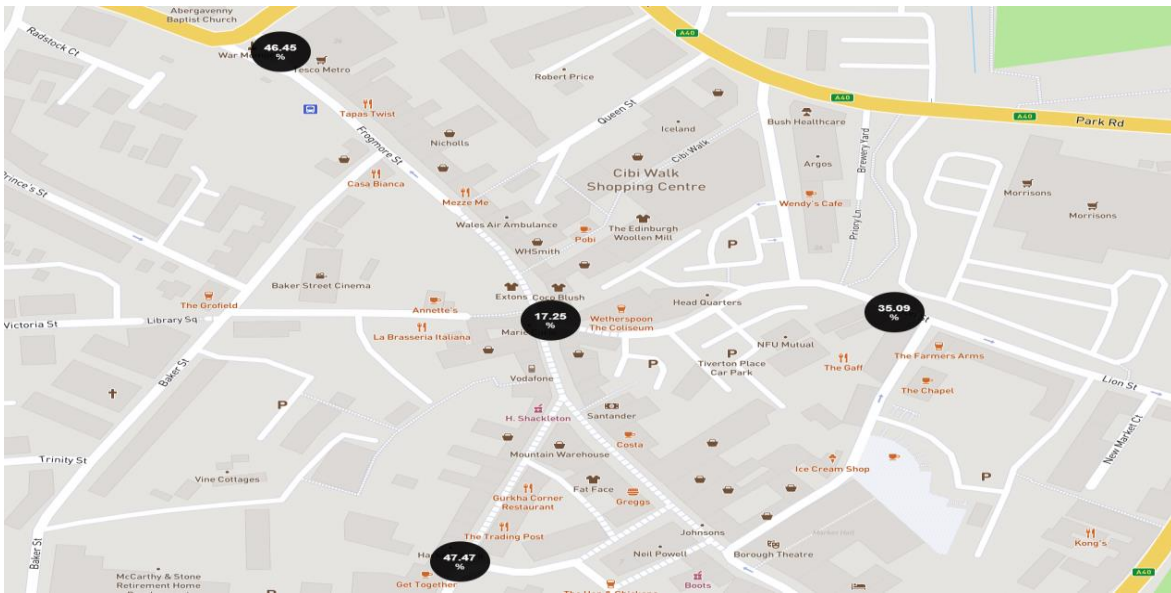 Abergavenny
Baptist Church
Radstock Ct
War M
46.45
%
Tesco Metro
A40
Robert Price
A40
A40
Park Rd
Tapas Twist
Queen St
Iceland
Bush Healthcare
Nicholls
Frogmore St
Cibi Walk
Brewery Yard
Argos
Prince's St
Casa Bianca
Cibi Walk
Shopping Centre
Morrisons
Morrisons
Mezze Me
Wendy's Cafe
Wales Air Ambulance
The Edinburgh
Woollen Mill
Priory Ln
Pobi
WHSmith
P
Baker Street Cinema
Extons
Coco Blush
The Grofield
Annette's
Head Quarters
Victoria St
Library Sq
17.25
%
Wetherspoon
The Coliseum
35.09
%
La Brasseria Italiana
NFU Mutual
The Farmers Arms
P
P
Tiverton Place
Car Park
The Gaff
Baker St
Vodafone
The Chapel
Lion St
P
H. Shackleton
Santander
New Market Ct
Costa
Mountain Warehouse
Trinity St
Ice Cream Shop
Vine Cottages
P
Fat Face
Gurkha Corner
Restaurant
Greggs
The Trading Post
Johnsons
Market Hall
Baker St
Neil Powell
Borough Theatre
Kong's
47.47
%
McCarthy & Stone
Retirement Home
Get Together
Boots
A40
P